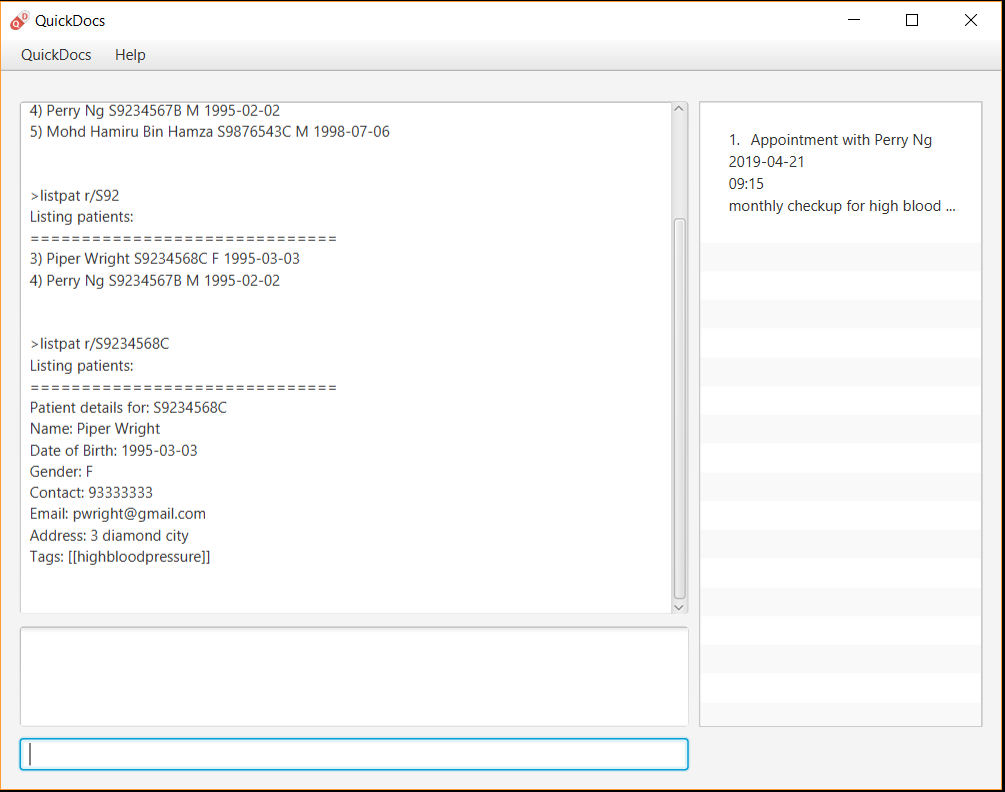 QuickDocs
QuickDocs Help
4) Perry Ng S9234567B M 1995-02-02
5) Mohd Hamiru Bin Hamza S9876543C M 1998-07-06
>listpat r/S92
Listing patients:
==============================
3) Piper Wright S9234568C F 1995-03-03
4) Perry Ng S9234567B M 1995-02-02
>listpat r/S9234568C
Listing patients:
==============================
Patient details for: S9234568C
Name: Piper Wright
Date of Birth: 1995-03-03
Gender: F
Contact: 93333333
Email: pwright@gmail.com
Address: 3 diamond city
Tags: [[highbloodpressure]]
1. Appointment with Perry Ng
2019-04-21
09:15
monthly checkup for high blood ...